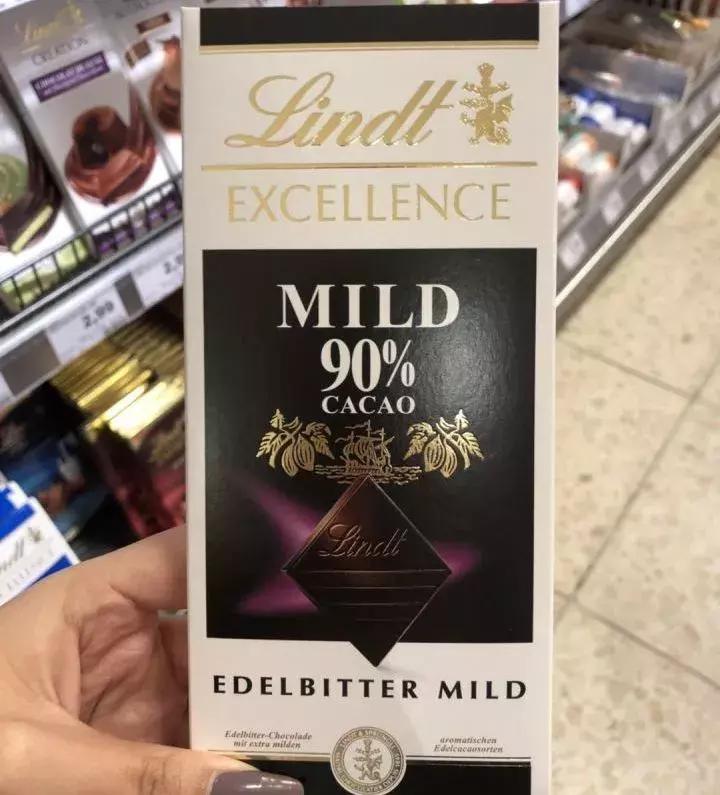 Lindt
EXCELLENCE
MILD
90%
CACAO
Lindt
EDELBITTER MILD
Edelbitter-Chocolade
mit extra milden
aromatischen
Edelcacaosorten
2.99